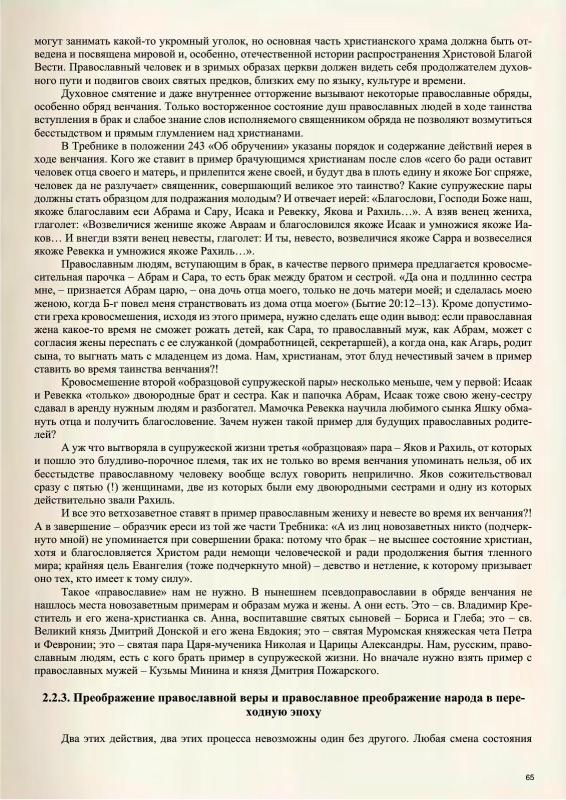 могут занимать какой-то укромный уголок, но основная часть христианского храма должна быть от-
ведена и посвящена мировой и, особенно, отечественной истории распространения Христовой Благой
Вести. Православный человек и в зримых образах церкви должен видеть себя продолжателем духов-
ного пути и подвигов своих святых предков, близких ему по языку, культуре и времени.
Духовное смятение и даже внутреннее отторжение вызывают некоторые православные обряды,
особенно обряд венчания. Только восторженное состояние душ православных людей в ходе таинства
вступления в брак и слабое знание слов исполняемого священником обряда не позволяют возмутиться
бесстыдством и прямым глумлением над христианами.
В Требнике в положении 243 «Об обручении» указаны порядок и содержание действий иерея в
ходе венчания. Кого же ставит в пример брачующимся христианам после слов «сего бо ради оставит
человек отца своего и матерь, и прилепится жене своей, и будут два в плоть едину и якоже Бог спряже,
человек да не разлучает» священник, совершающий великое это таинство? Какие супружеские пары
должны стать образцом для подражания молодым? И отвечает иерей: «Благослови, Господи Боже наш,
якоже благославим еси Абрама и Сару, Исака и Ревекку, Якова и Рахиль…». А взяв венец жениха,
глаголет: «Возвеличися женише якоже Авраам и благословился якоже Исаак и умножися якоже Иа-
ков… И внегди взяти венец невесты, глаголет: И ты, невесто, возвеличися якоже Сарра и возвеселися
якоже Ревекка и умножися якоже Рахиль…».
Православным людям, вступающим в брак, в качестве первого примера предлагается кровосме-
сительная парочка – Абрам и Сара, то есть брак между братом и сестрой. «Да она и подлинно сестра
мне, – признается Абрам царю, – она дочь отца моего, только не дочь матери моей; и сделалась моею
женою, когда Б-г повел меня странствовать из дома отца моего» (Бытие 20:12–13). Кроме допустимо-
сти греха кровосмешения, исходя из этого примера, нужно сделать еще один вывод: если православная
жена какое-то время не сможет рожать детей, как Сара, то православный муж, как Абрам, может с
согласия жены переспать с ее служанкой (домработницей, секретаршей), а когда она, как Агарь, родит
сына, то выгнать мать с младенцем из дома. Нам, христианам, этот блуд нечестивый зачем в пример
ставить во время таинства венчания?!
Кровосмешение второй «образцовой супружеской пары» несколько меньше, чем у первой: Исаак
и Ревекка «только» двоюродные брат и сестра. Как и папочка Абрам, Исаак тоже свою жену-сестру
сдавал в аренду нужным людям и разбогател. Мамочка Ревекка научила любимого сынка Яшку обма-
нуть отца и получить благословение. Зачем нужен такой пример для будущих православных родите-
лей?
А уж что вытворяла в супружеской жизни третья «образцовая» пара – Яков и Рахиль, от которых
и пошло это блудливо-порочное племя, так их не только во время венчания упоминать нельзя, об их
бесстыдстве православному человеку вообще вслух говорить неприлично. Яков сожительствовал
сразу с пятью (!) женщинами, две из которых были ему двоюродными сестрами и одну из которых
действительно звали Рахиль.
И все это ветхозаветное ставят в пример православным жениху и невесте во время их венчания?!
А в завершение – образчик ереси из той же части Требника: «А из лиц новозаветных никто (подчерк-
нуто мной) не упоминается при совершении брака: потому что брак – не высшее состояние христиан,
хотя и благословляется Христом ради немощи человеческой и ради продолжения бытия тленного
мира; крайняя цель Евангелия (тоже подчеркнуто мной) – девство и нетление, к которому призывает
оно тех, кто имеет к тому силу».
Такое «православие» нам не нужно. В нынешнем псевдоправославии в обряде венчания не
нашлось места новозаветным примерам и образам мужа и жены. А они есть. Это – св. Владимир Кре-
ститель и его жена-христианка св. Анна, воспитавшие святых сыновей – Бориса и Глеба; это – св.
Великий князь Дмитрий Донской и его жена Евдокия; это – святая Муромская княжеская чета Петра
и Февронии; это – святая пара Царя-мученика Николая и Царицы Александры. Нам, русским, право-
славным людям, есть с кого брать пример в супружеской жизни. Но вначале нужно взять пример с
православных мужей – Кузьмы Минина и князя Дмитрия Пожарского.
2.2.3. Преображение православной веры и православное преображение народа в пере-
ходную эпоху
Два этих действия, два этих процесса невозможны один без другого. Любая смена состояния
65